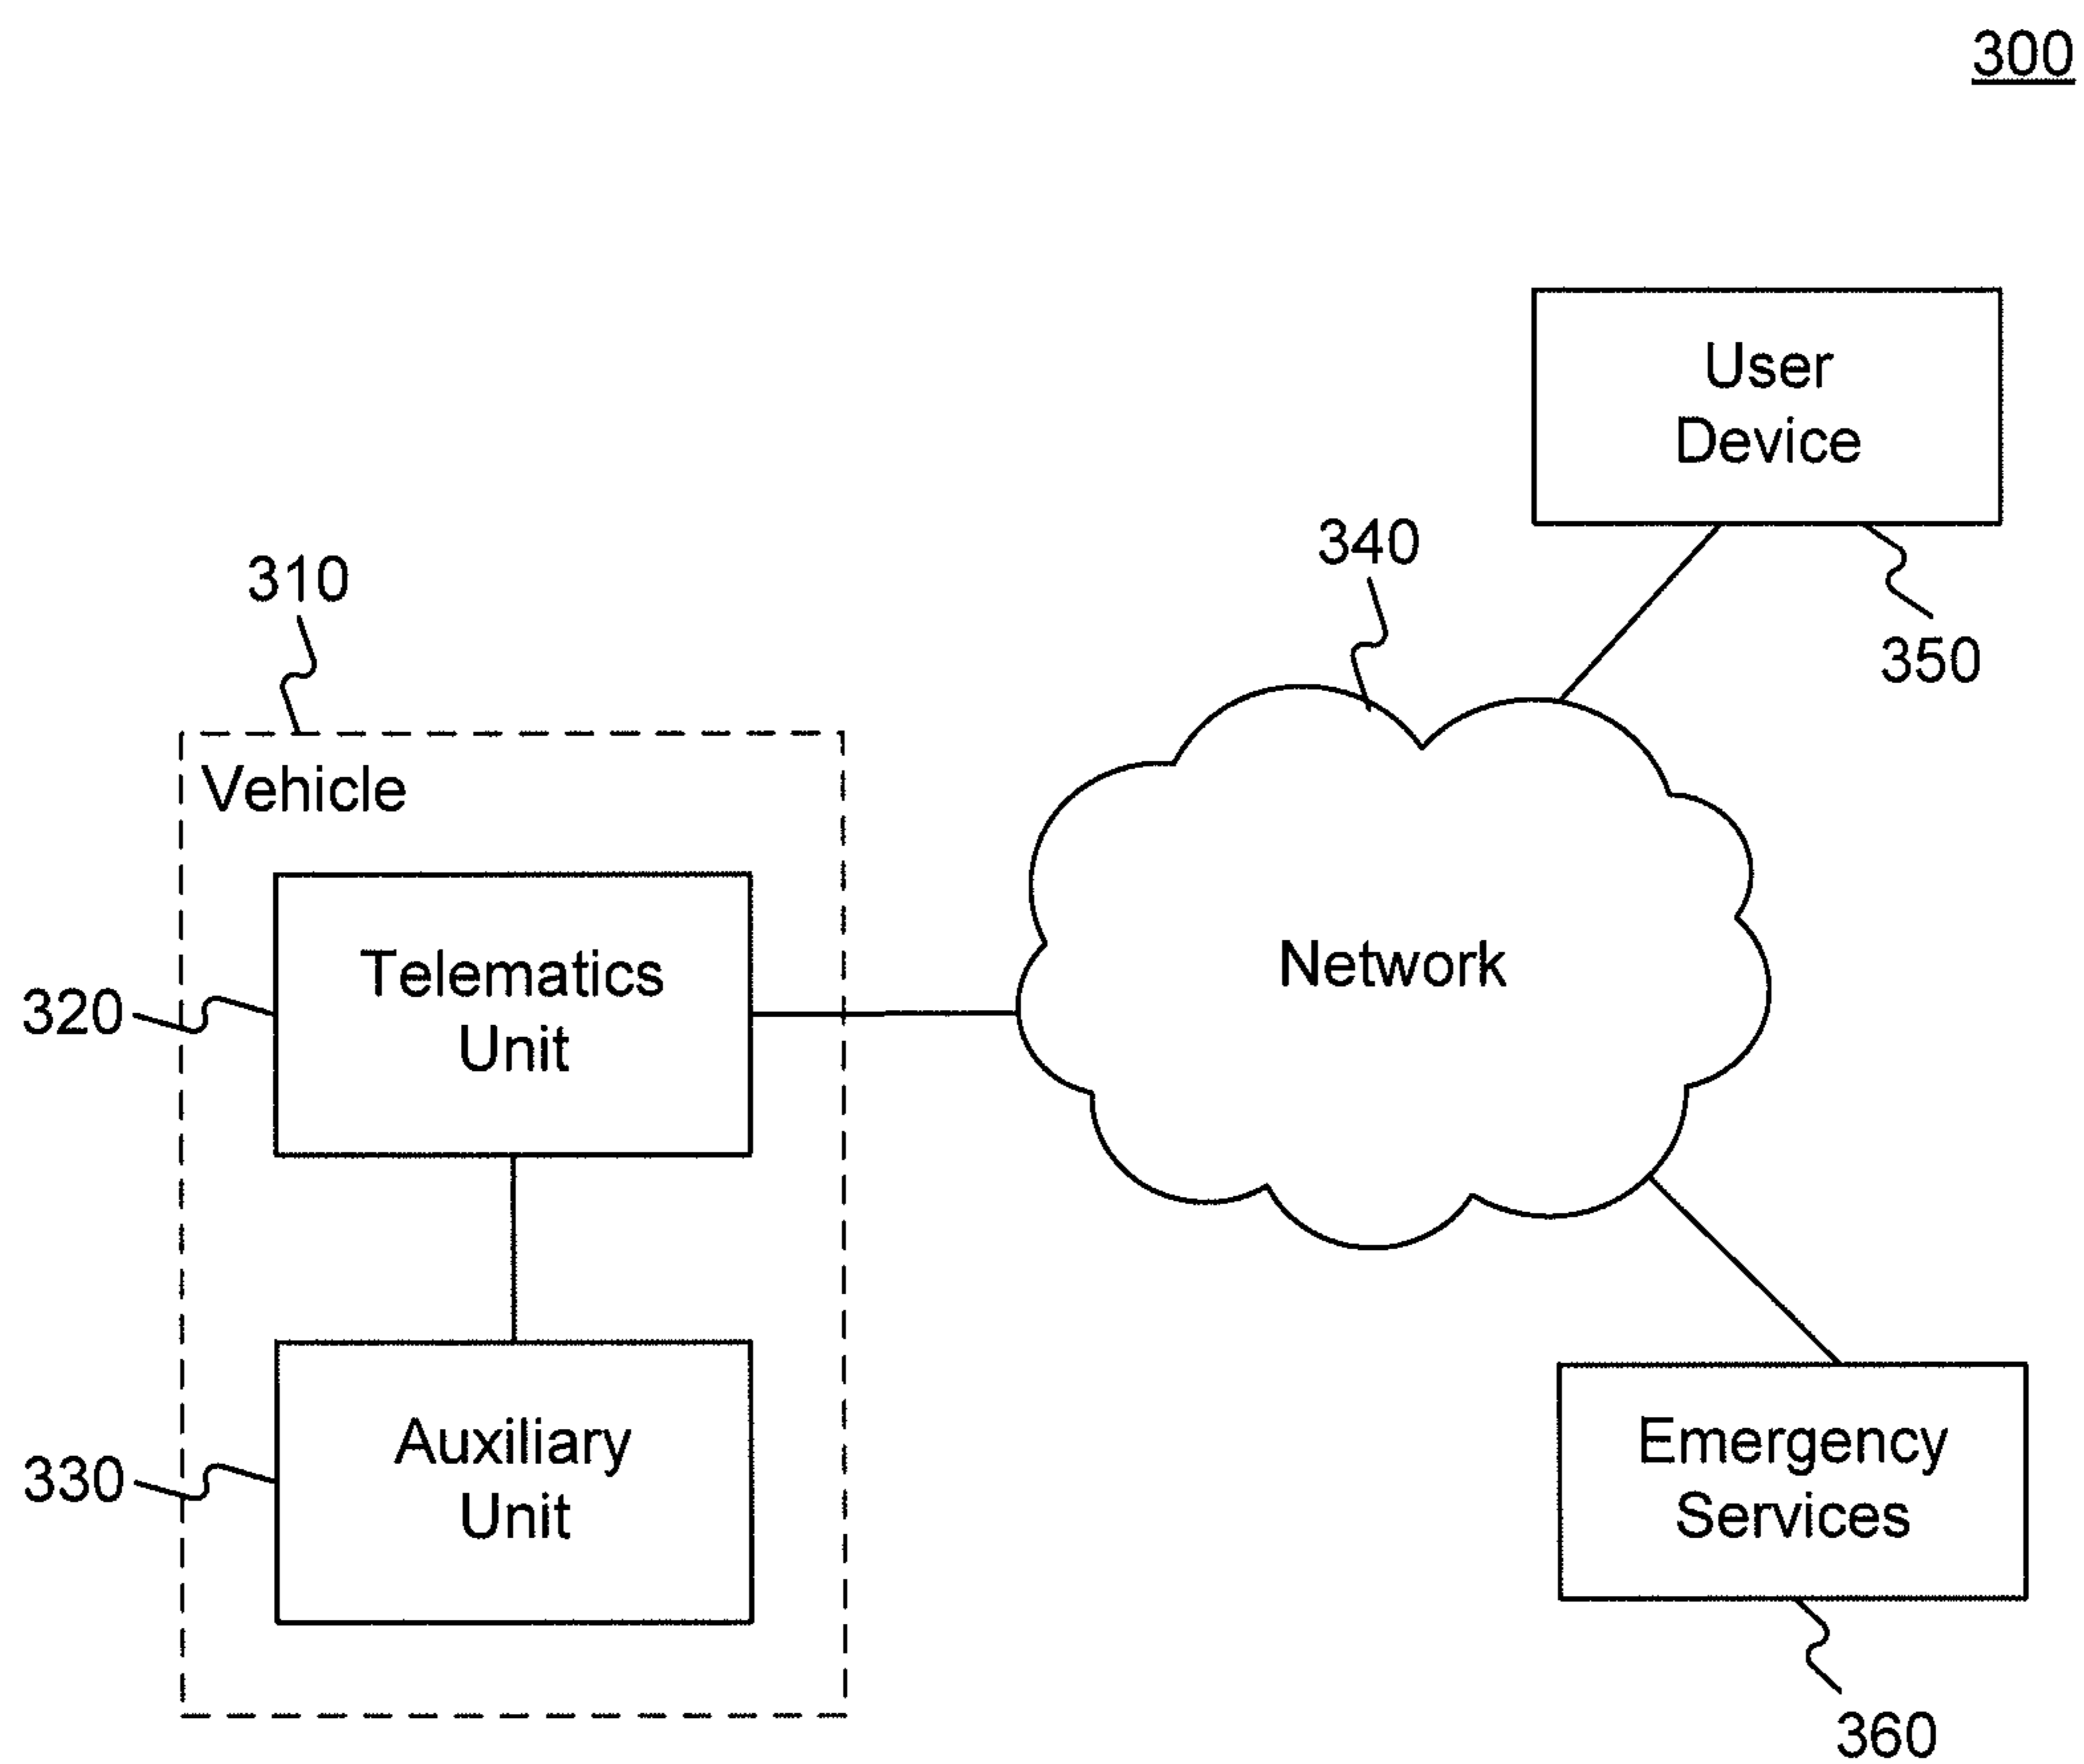 300
User
Device
340
350
310
Vehicle
Telematics
Unit
320
Network
Auxiliary
Unit
330
Emergency
Services
360